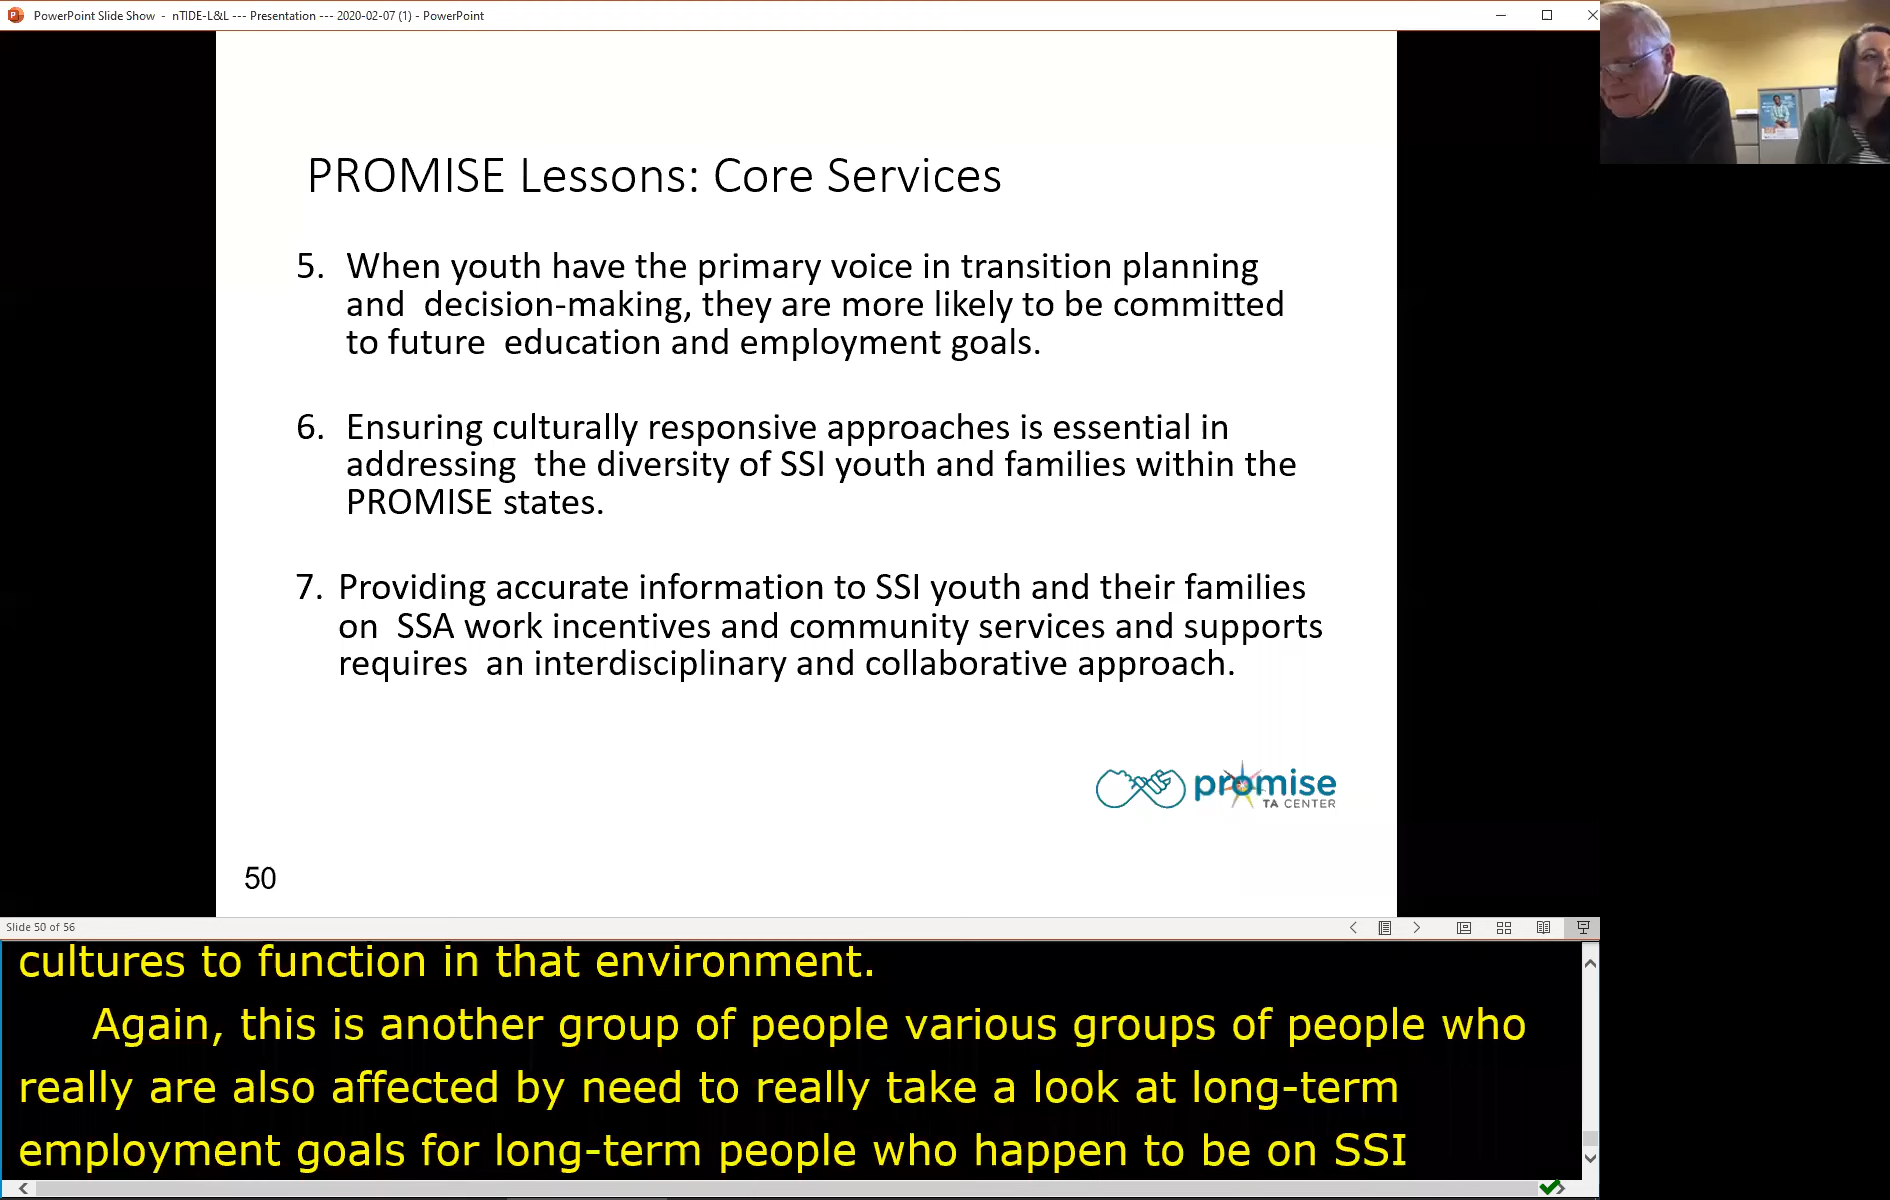 PowerPoint Slide Show - nTIDE-L&L --- Presentation --- 2020-02-07 (1) - PowerPoint
PROMISE Lessons: Core Services
5. When youth have the primary voice in transition planning
and decision-making, they are more likely to be committed
to future education and employment goals.
6. Ensuring culturally responsive approaches is essential in
addressing the diversity of SSI youth and families within the
PROMISE states.
7. Providing accurate information to SSI youth and their families
on SSA work incentives and community services and supports
requires an interdisciplinary and collaborative approach.
promise
TA CENTER
50
Slide 50 of 56
cultures to function in that environment.
Again, this is another group of people various groups of people who
really are also affected by need to really take a look at long-term
employment goals for long-term people who happen to be on SSI